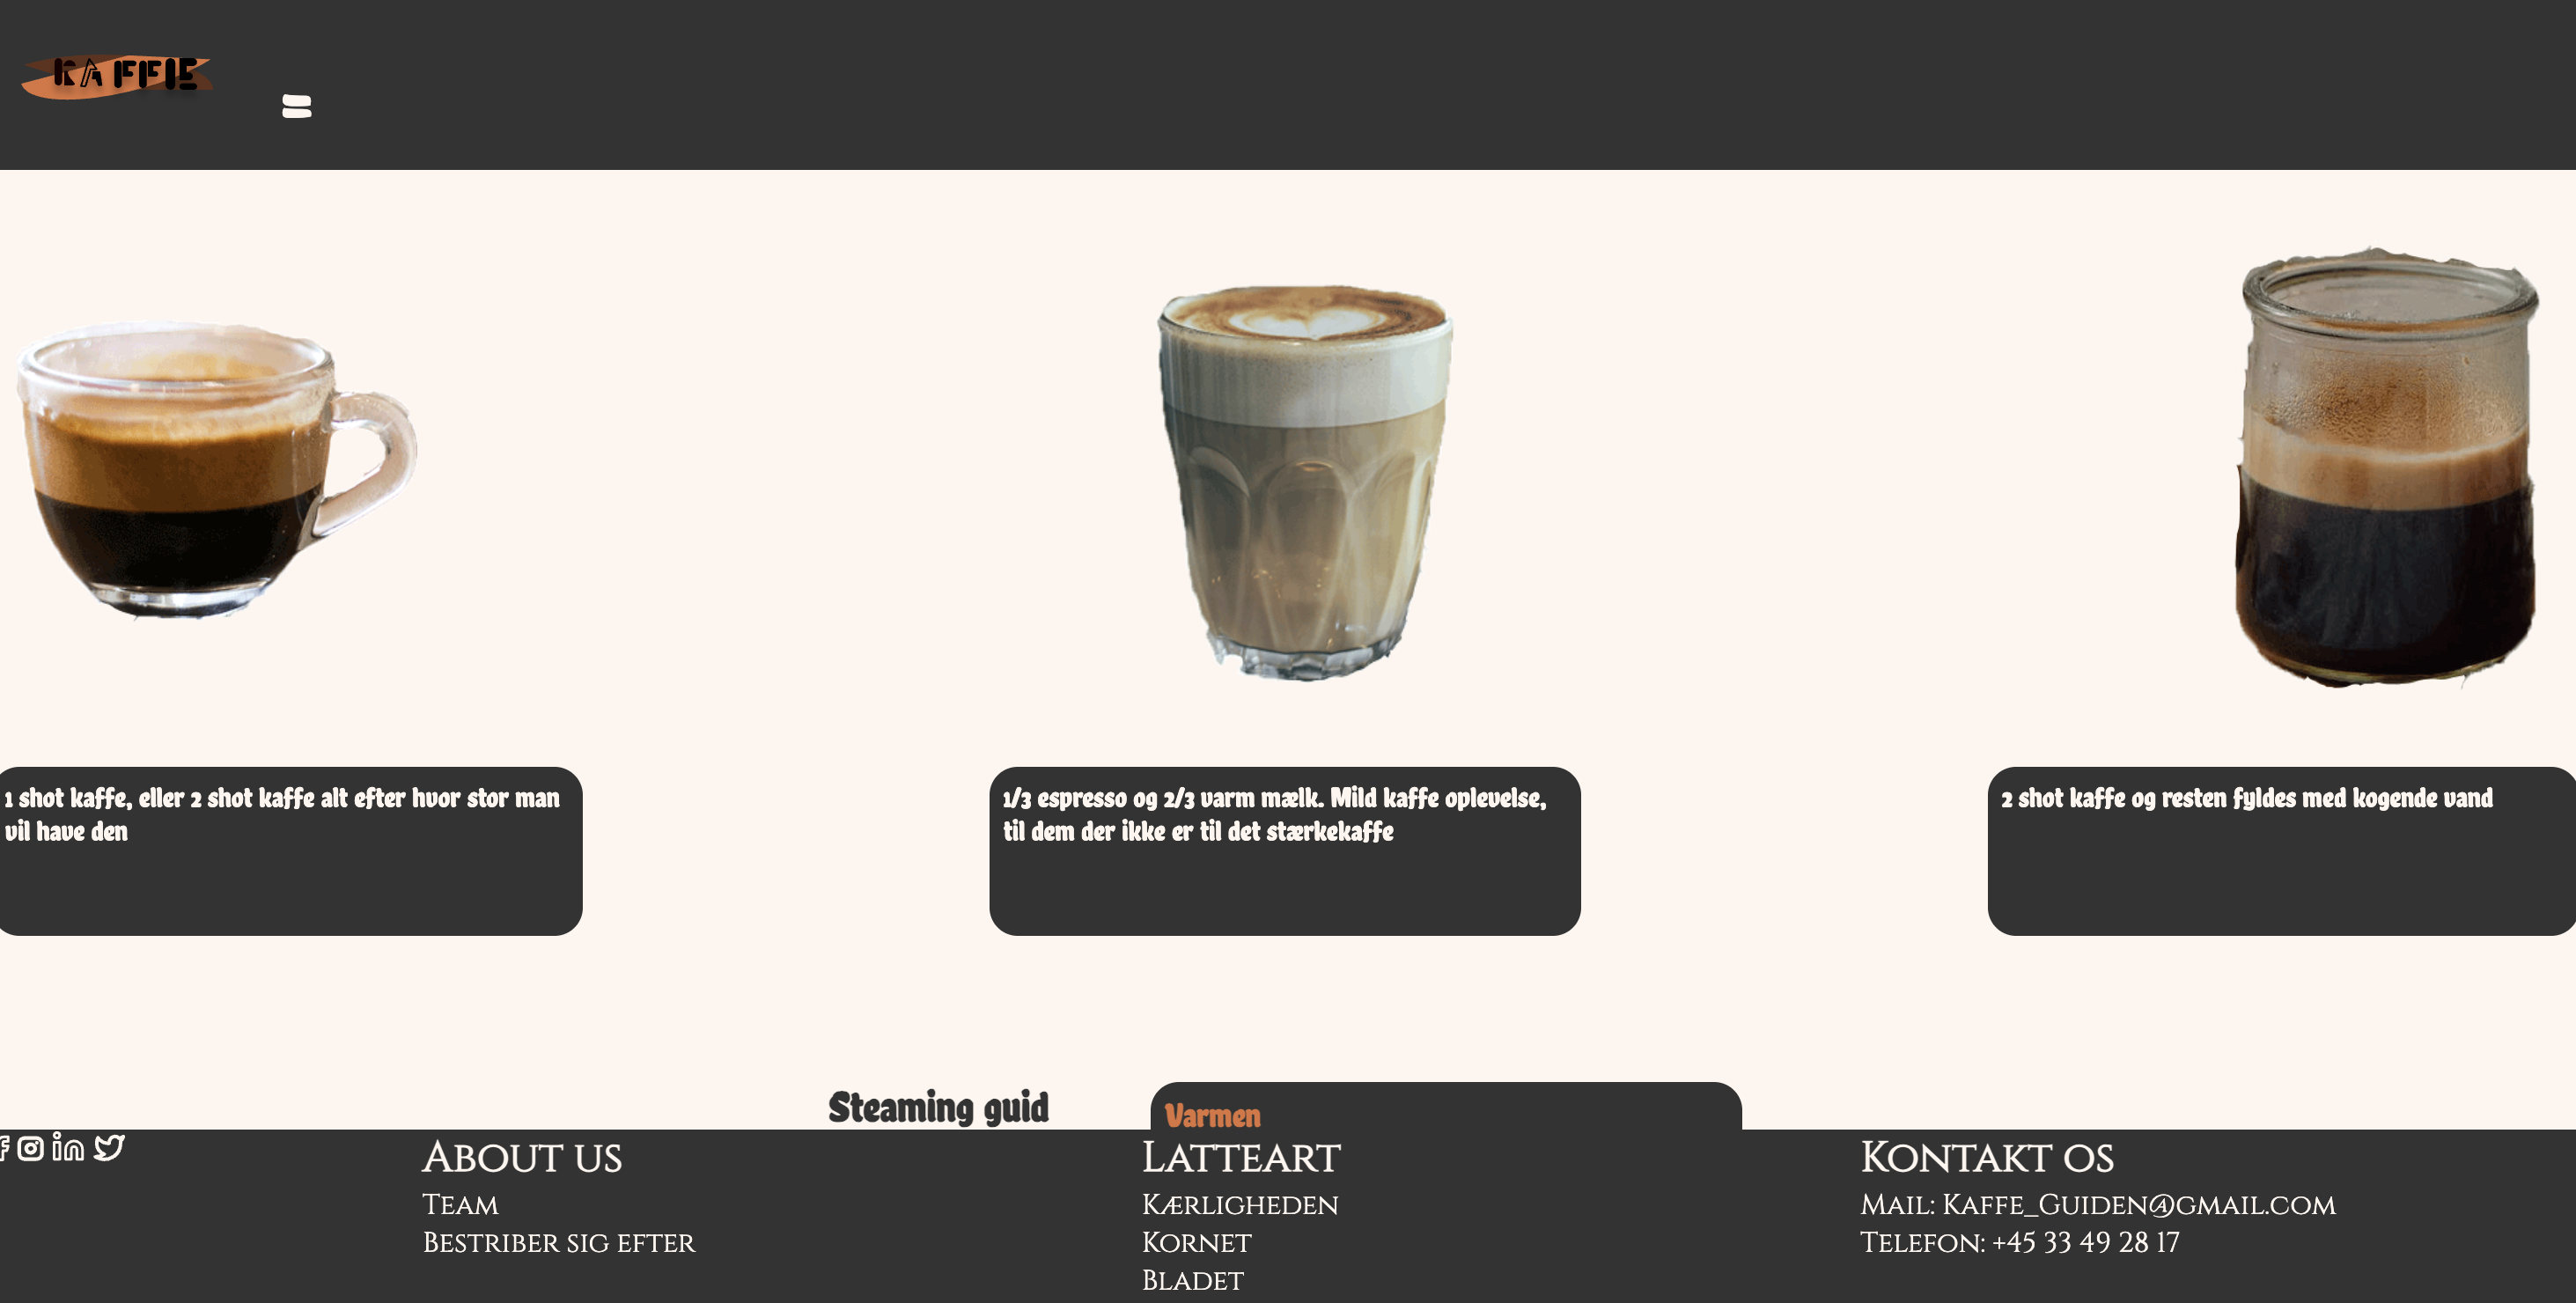 KAFFIE
1 shot kaffe, eller 2 shot kaffe alt efter hvor stor man
vil have den
1/3 espresso og 2/3 varm mælk. Mild kaffe oplevelse,
til dem der ikke er til det stærkekaffe
2 shot kaffe og resten fyldes med kogende vand
Steaming guid
Varmen
About us
Team
Bestriber sig efter
Latteart
Kærligheden
Kornet
Bladet
Kontakt os
Mail: Kaffe_Guiden@gmail.com
Telefon: +45 33 49 28 17